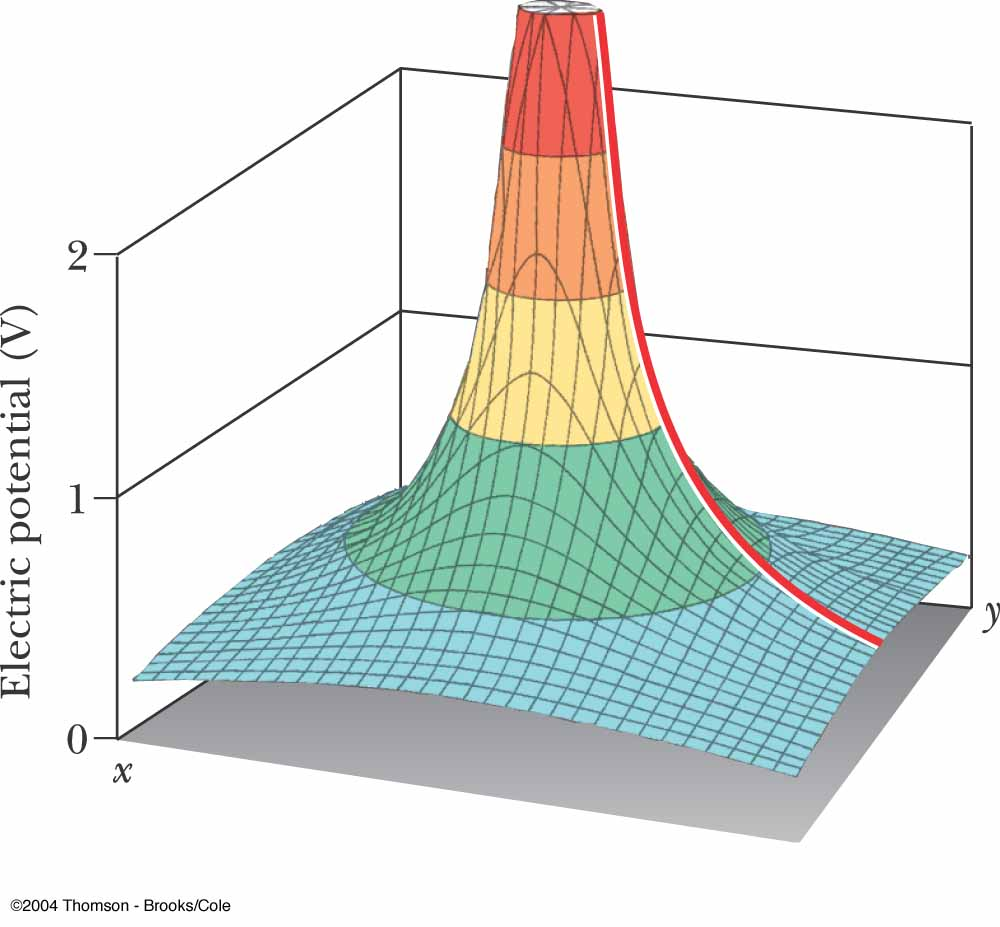 Electric potential (V)
2
1
0
x
y
©2004 Thomson - Brooks/Cole